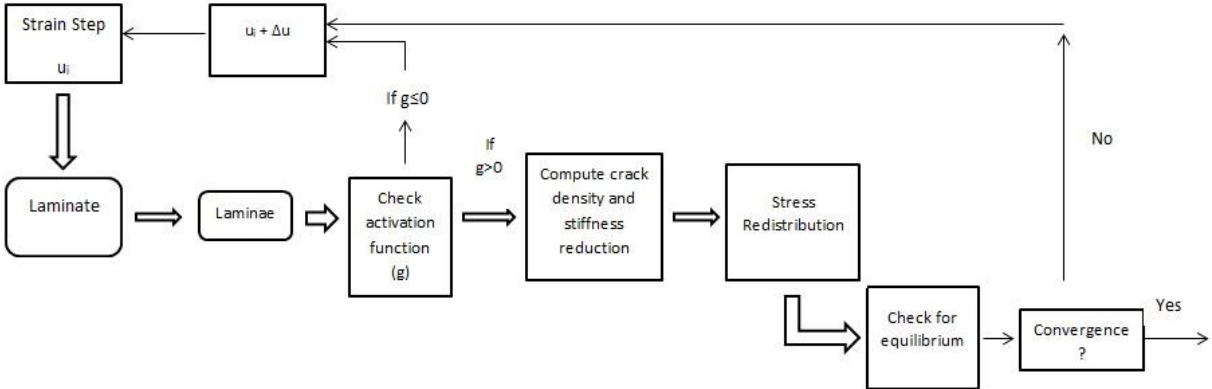 Strain Step
uᵢ
uᵢ + Δu
If g≤0
If
g>0
No
Laminate
Laminae
Check
activation
function
(g)
Compute crack
density and
stiffness
reduction
Stress
Redistribution
Check for
equilibrium
Convergence
?
Yes